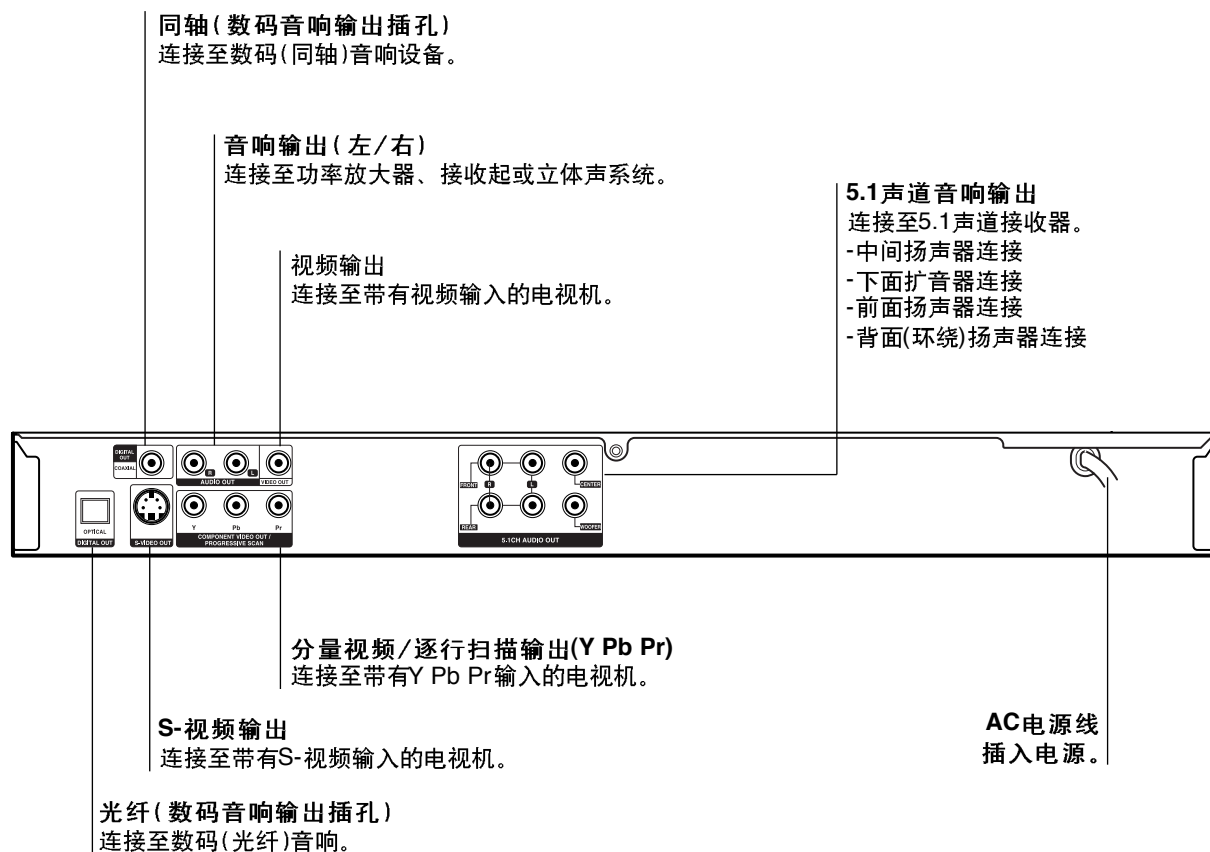 同轴(数码音响输出插孔)
连接至数码(同轴)音响设备。
音响输出(左/右)
连接至功率放大器、接收起或立体声系统。
5.1声道音响输出
连接至5.1声道接收器。
-中间扬声器连接
-下面扩音器连接
-前面扬声器连接
-背面(环绕)扬声器连接
视频输出
连接至带有视频输入的电视机。
DIGITAL
OUT
COAXIAL
R
L
AUDIO OUT
VIDEO OUT
OPTICAL
DIGITAL OUT
S-VIDEO OUT
Y
Pb
Pr
COMPONENT VIDEO OUT /
PROGRESSIVE SCAN
FRONT
R
L
CENTER
REAR
WOOFER
5.1CH AUDIO OUT
分量视频/逐行扫描输出(Y Pb Pr)
连接至带有Y Pb Pr输入的电视机。
S-视频输出
连接至带有S-视频输入的电视机。
AC电源线
插入电源。
光纤(数码音响输出插孔)
连接至数码(光纤)音响。